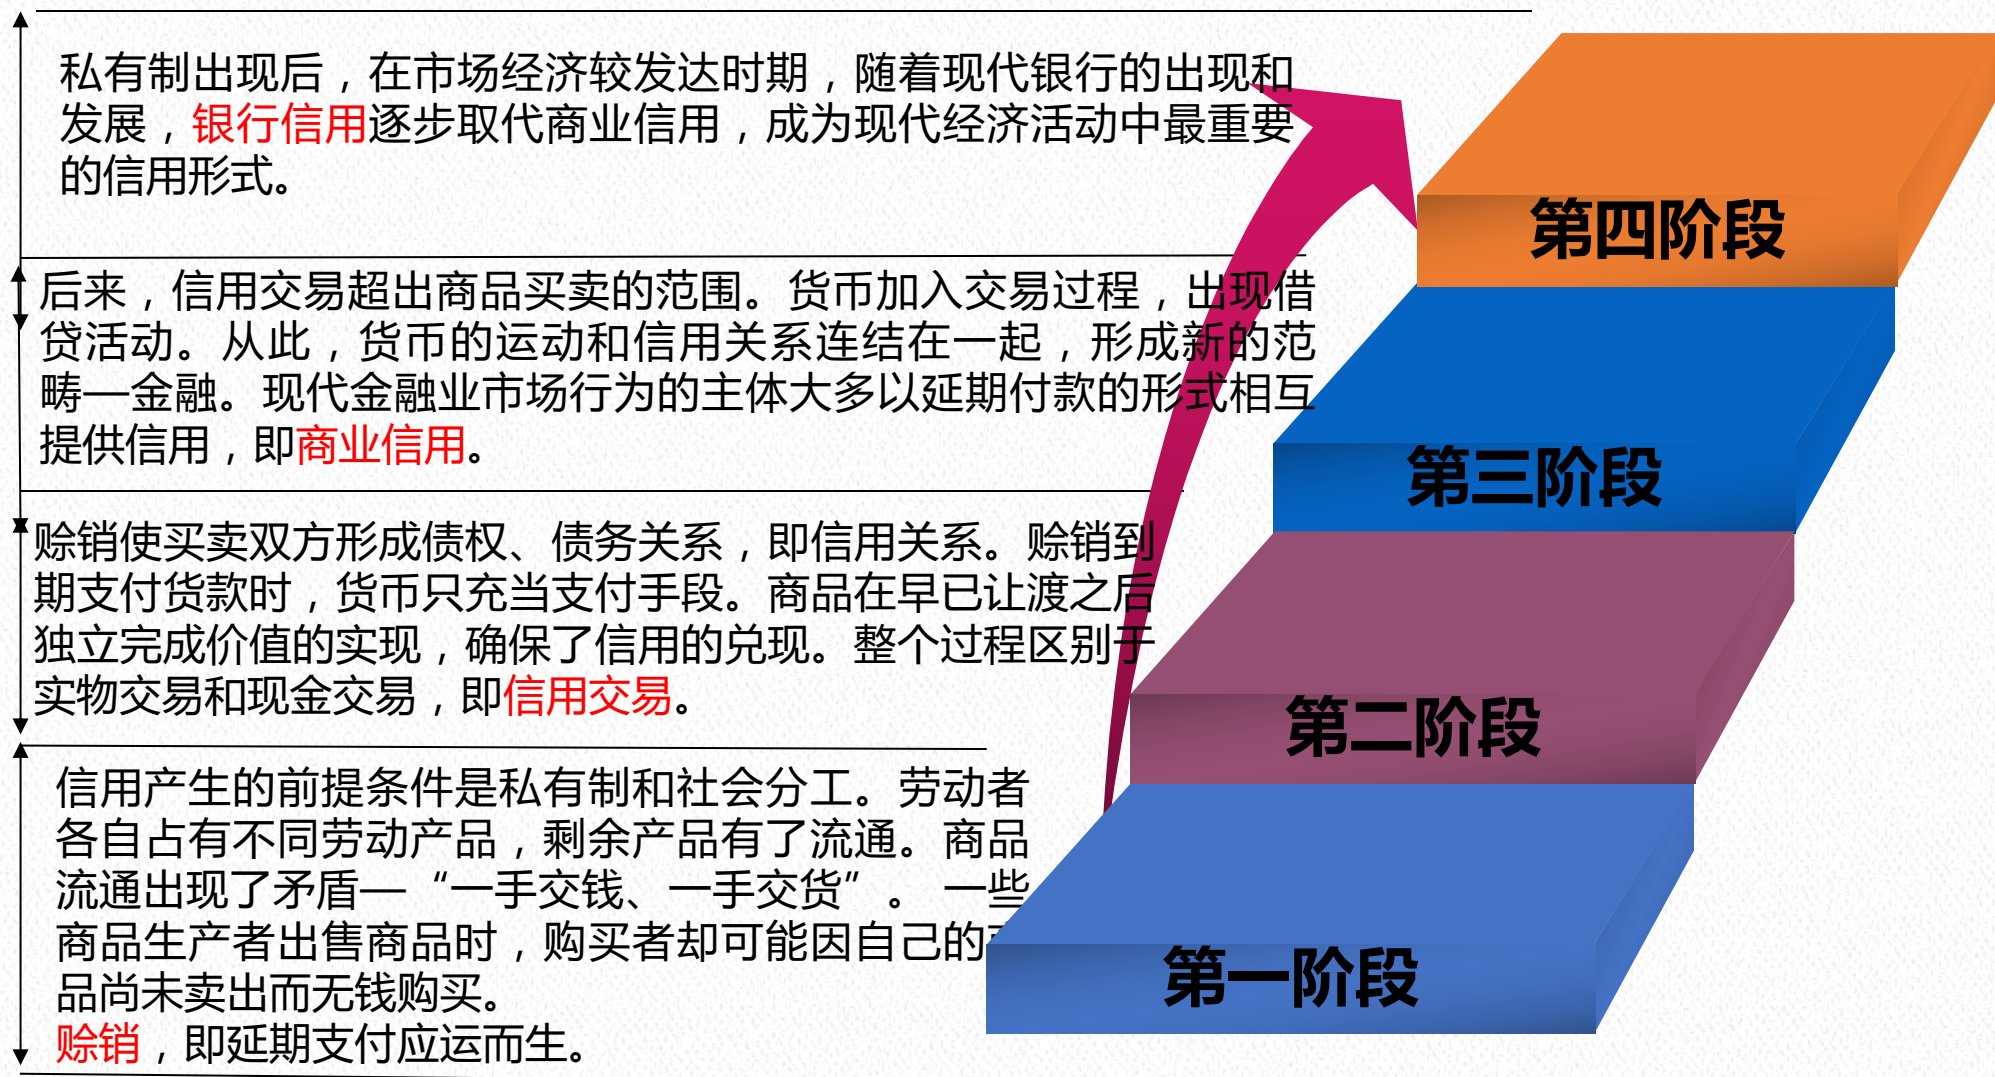 私有制出现后，在市场经济较发达时期，随着现代银行的出现和
发展，银行信用逐步取代商业信用，成为现代经济活动中最重要
的信用形式。
第四阶段
后来，信用交易超出商品买卖的范围。货币加入交易过程，出现借
贷活动。从此，货币的运动和信用关系连结在一起，形成新的范
畴—金融。现代金融业市场行为的主体大多以延期付款的形式相互
提供信用，即商业信用。
第三阶段
赊销使买卖双方形成债权、债务关系，即信用关系。赊销到
期支付货款时，货币只充当支付手段。商品在早已让渡之后
独立完成价值的实现，确保了信用的兑现。整个过程区别于
实物交易和现金交易，即信用交易。
第二阶段
信用产生的前提条件是私有制和社会分工。劳动者
各自占有不同劳动产品，剩余产品有了流通。商品
流通出现了矛盾—“一手交钱、一手交货”。 一些
商品生产者出售商品时，购买者却可能因自己的
品尚未卖出而无钱购买。
赊销，即延期支付应运而生。
第一阶段